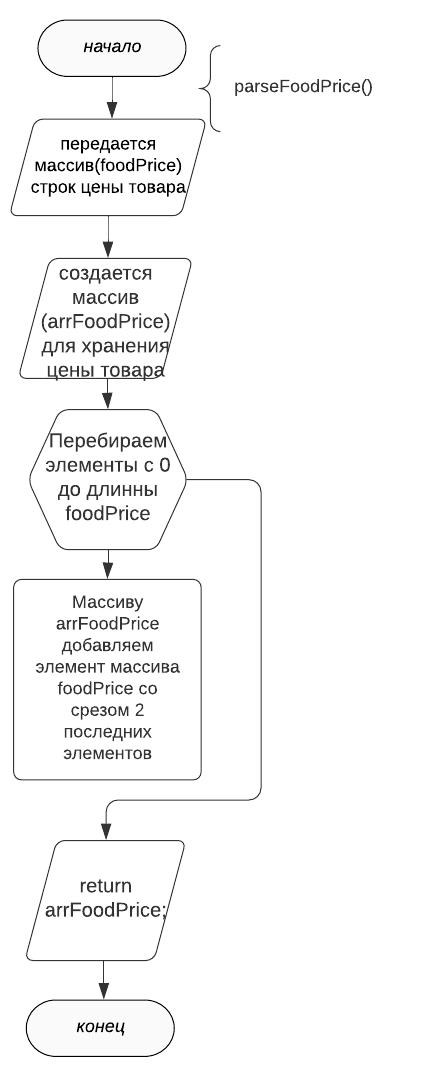 начало
parseFoodPrice()
передается
массив(foodPrice)
строк цены товара
создается
массив
(arrFoodPrice)
для хранения
цены товара
Перебираем
элементы с 0
до длинны
foodPrice
Массиву
arrFoodPrice
добавляем
элемент массива
foodPrice со
срезом 2
последних
элементов
return
arrFoodPrice;
конец